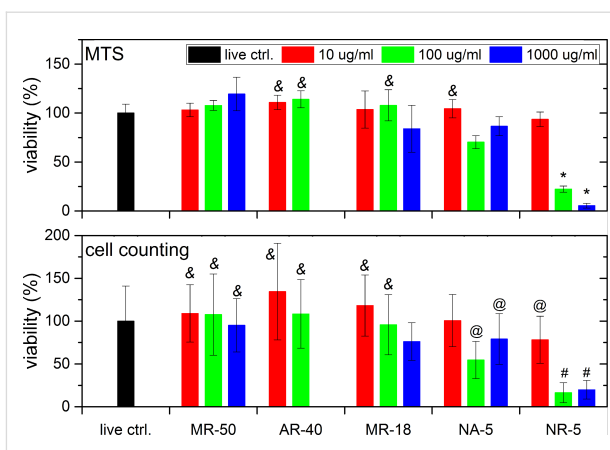 MTS
live ctrl. 10 ug/ml 100 ug/ml 1000 ug/ml
viability (%)
150
100
50
0
& & & &
* *
cell counting
viability (%)
200
150
100
50
0
& & & & & & &
@ @ @
# #
live ctrl. MR-50 AR-40 MR-18 NA-5 NR-5